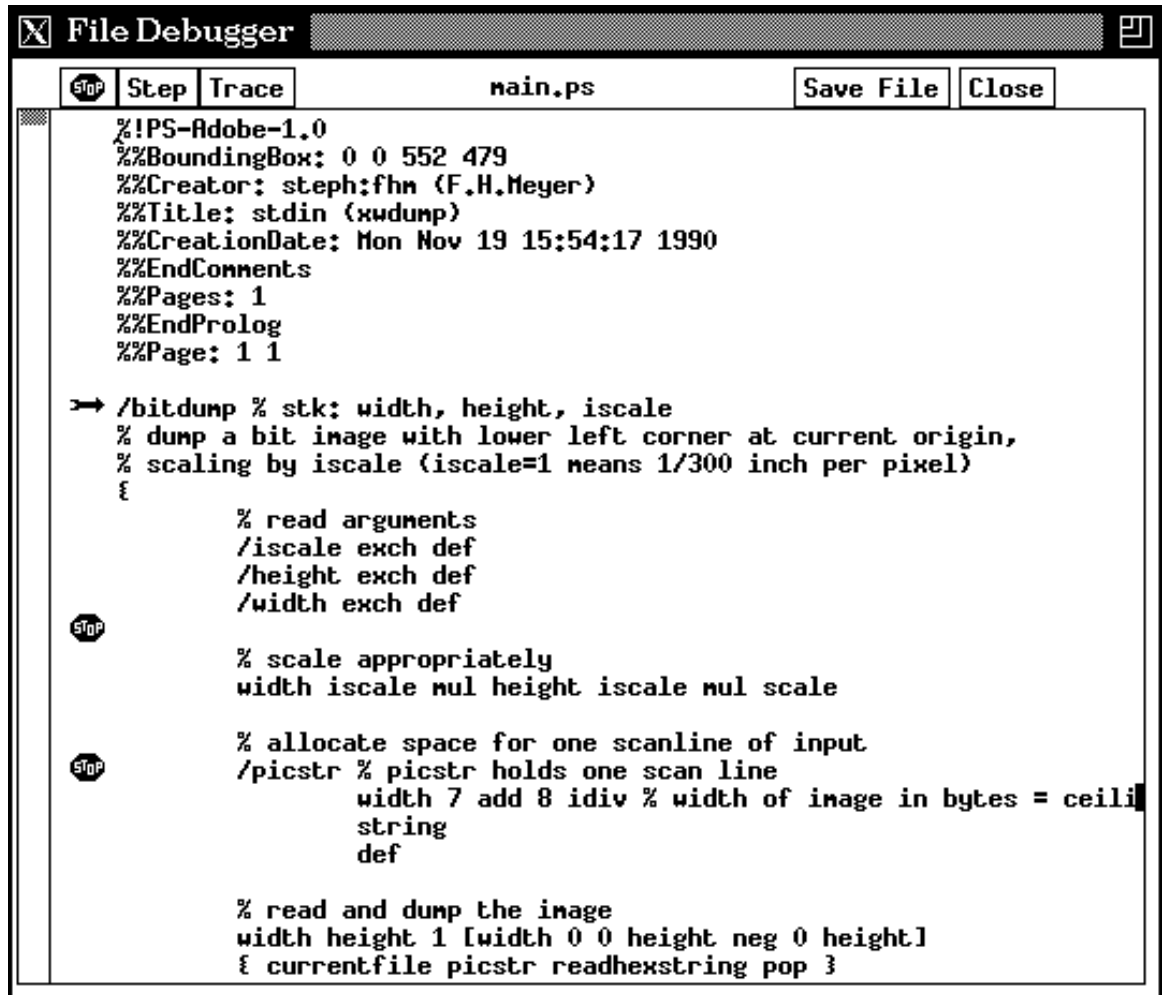 X File Debugger
STOP Step Trace main.ps Save File Close
%!PS-Adobe-1.0
%%BoundingBox: 0 0 552 479
%%Creator: steph:fhm (F.H.Meyer)
%%Title: stdin (xwdump)
%%CreationDate: Mon Nov 19 15:54:17 1990
%%EndComments
%%Pages: 1
%%EndProlog
%%Page: 1 1
/bitdump % stk: width, height, iscale
% dump a bit image with lower left corner at current origin,
% scaling by iscale (iscale=1 means 1/300 inch per pixel)
{
% read arguments
/iscale exch def
/height exch def
/width exch def
STOP
% scale appropriately
width iscale mul height iscale mul scale
% allocate space for one scanline of input
STOP /picstr % picstr holds one scan line
width 7 add 8 idiv % width of image in bytes = ceili
string
def
% read and dump the image
width height 1 [width 0 0 height neg 0 height]
{ currentfile picstr readhexstring pop }